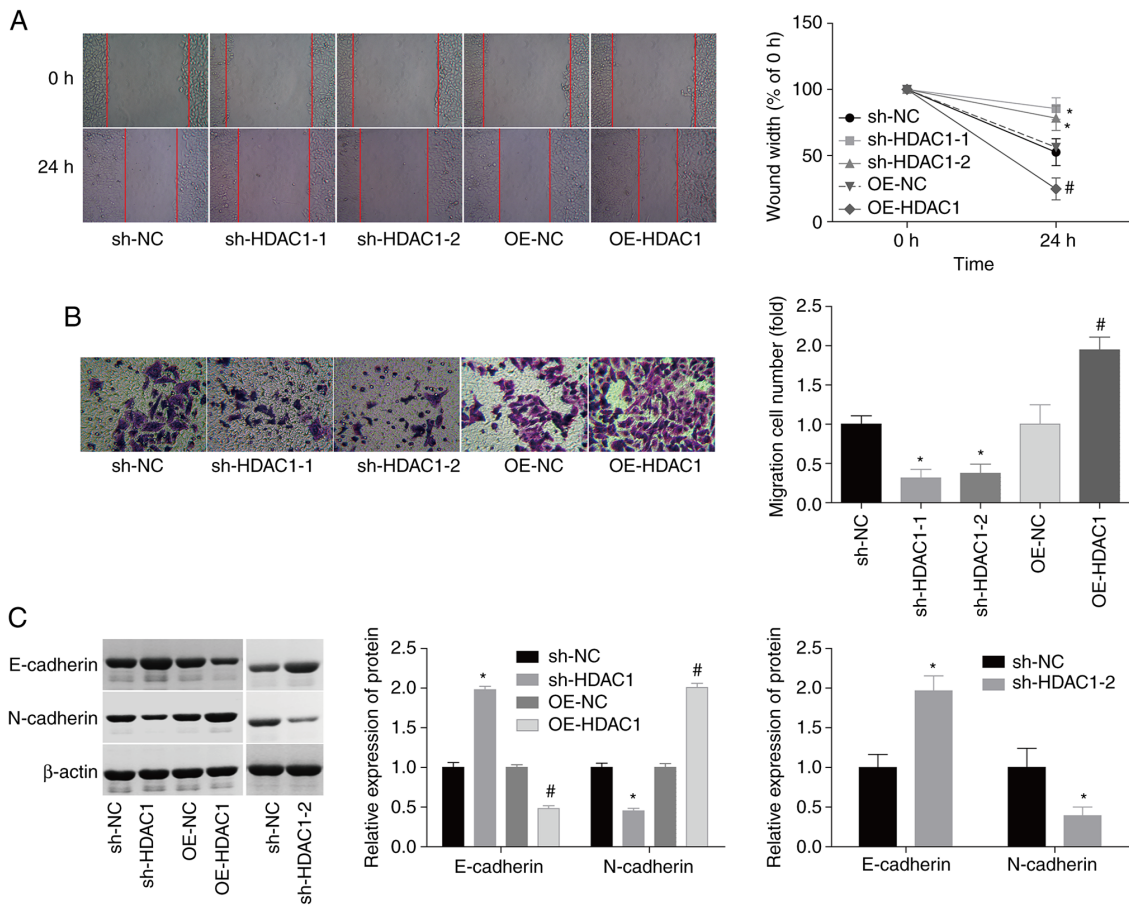 A
0 h
24 h
sh-NC
sh-HDAC1-1
sh-HDAC1-2
OE-NC
OE-HDAC1
Wound width (% of 0 h)
150
100
50
0
sh-NC
sh-HDAC1-1
sh-HDAC1-2
OE-NC
OE-HDAC1
*
*
#
0 h
24 h
Time
B
sh-NC
sh-HDAC1-1
sh-HDAC1-2
OE-NC
OE-HDAC1
Migration cell number (fold)
2.5
2.0
1.5
1.0
0.5
0.0
*
*
#
sh-NC
sh-HDAC1-1
sh-HDAC1-2
OE-NC
OE-HDAC1
C
E-cadherin
N-cadherin
β-actin
sh-NC
sh-HDAC1
OE-NC
OE-HDAC1
sh-NC
sh-HDAC1-2
Relative expression of protein
2.5
2.0
1.5
1.0
0.5
0.0
sh-NC
sh-HDAC1
OE-NC
OE-HDAC1
*
#
*
#
E-cadherin
N-cadherin
Relative expression of protein
2.5
2.0
1.5
1.0
0.5
0.0
sh-NC
sh-HDAC1-2
*
*
E-cadherin
N-cadherin